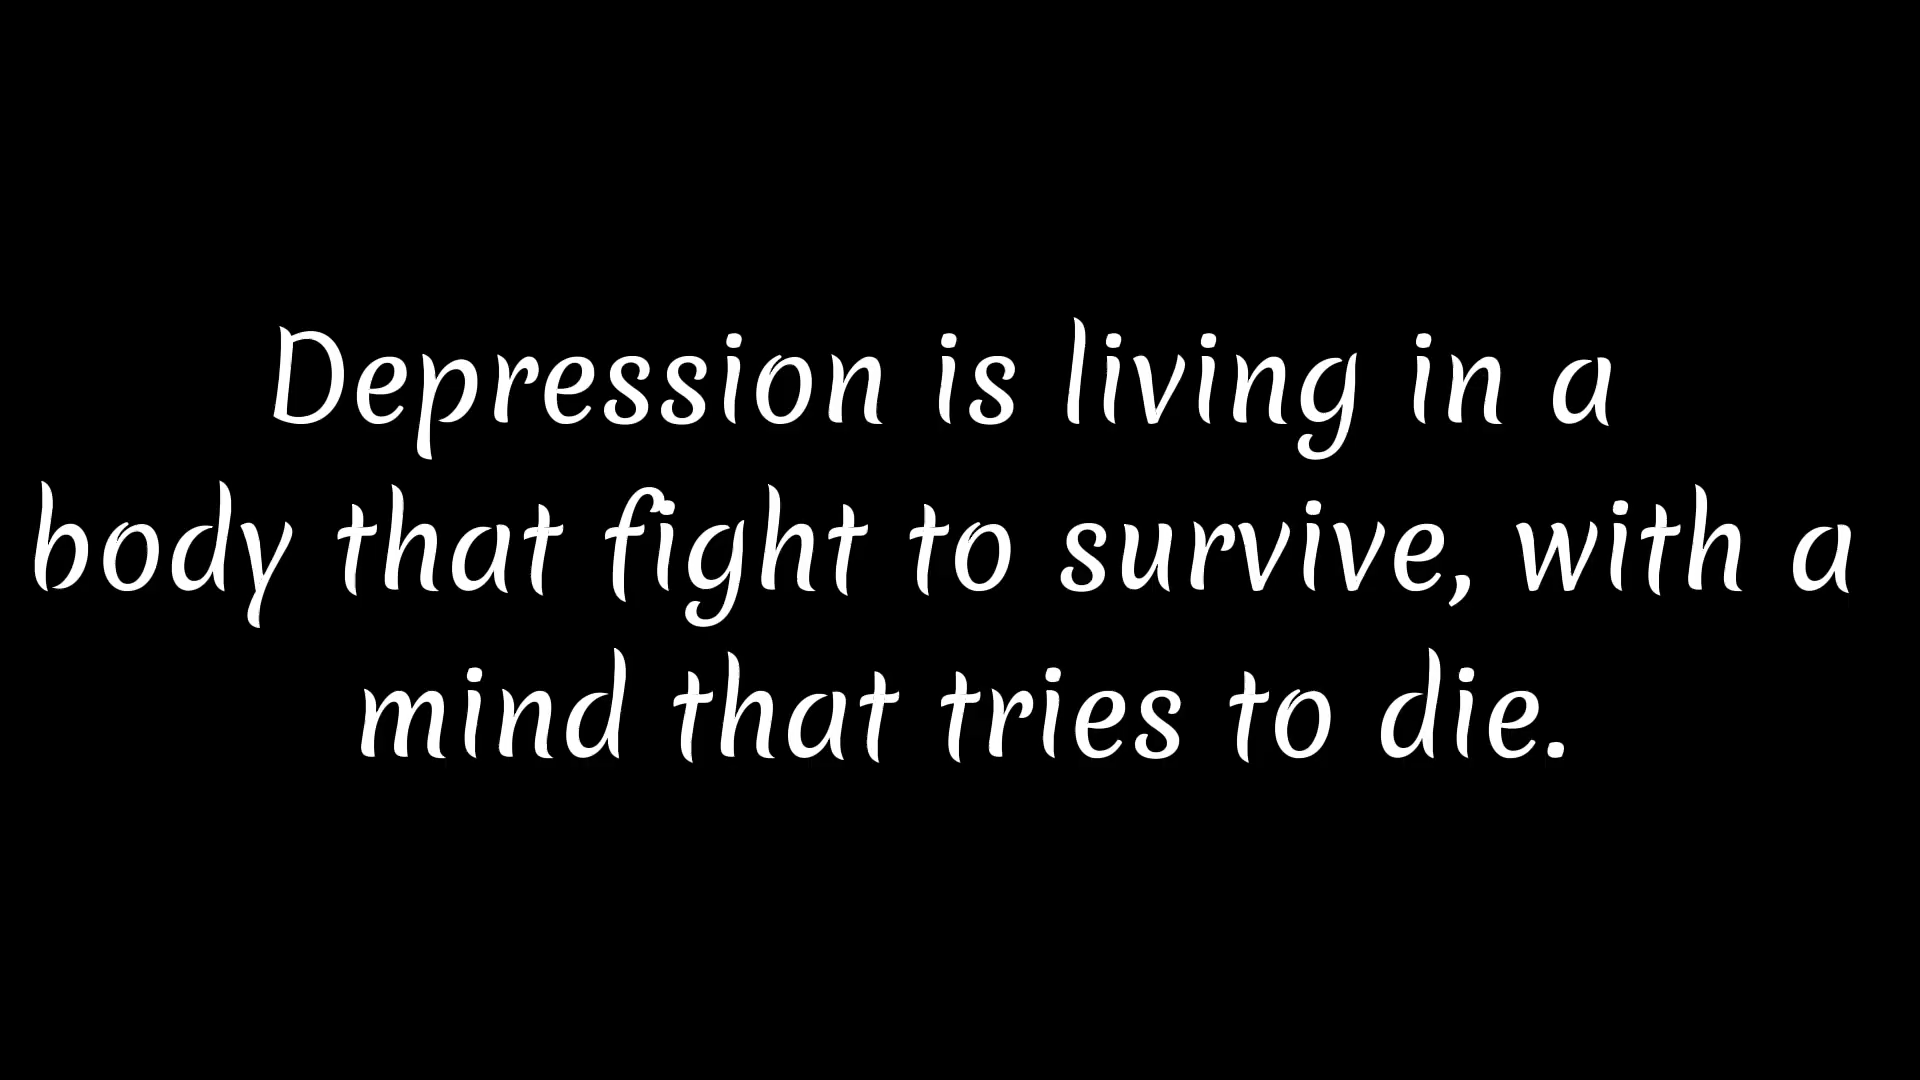 Depression is living in a
body that fight to survive, with a
mind that tries to die.